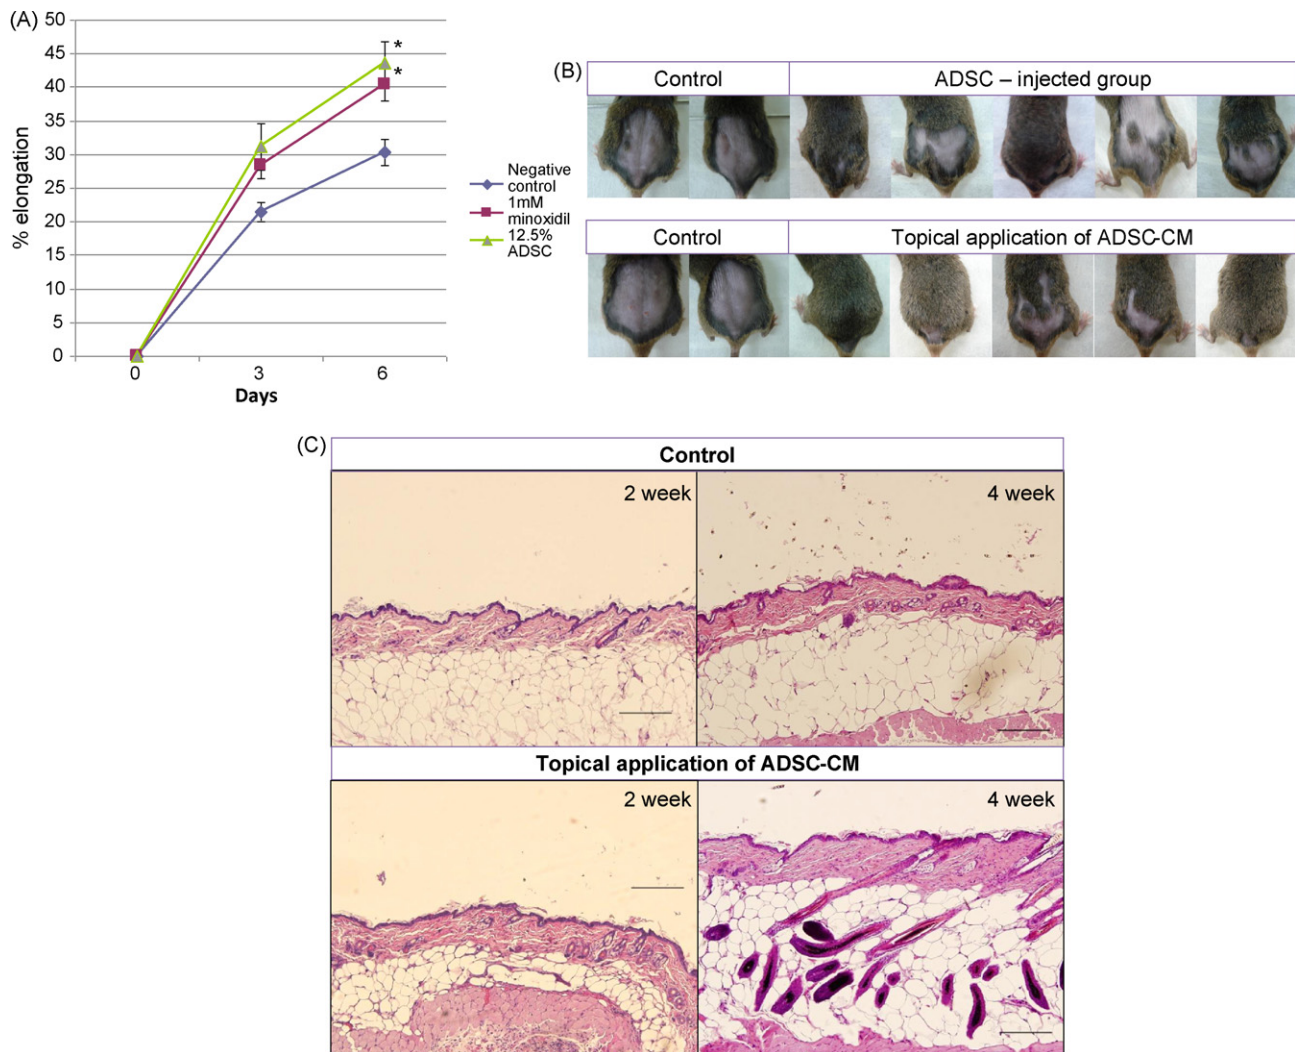 (A)
50
45
40
35
30
25
20
15
10
5
0
% elongation
*
*
0 3 6
Days
Negative
control
1mM
minoxidil
12.5%
ADSC
(B)
Control ADSC – injected group
Control Topical application of ADSC-CM
(C)
Control
2 week 4 week
Topical application of ADSC-CM
2 week 4 week